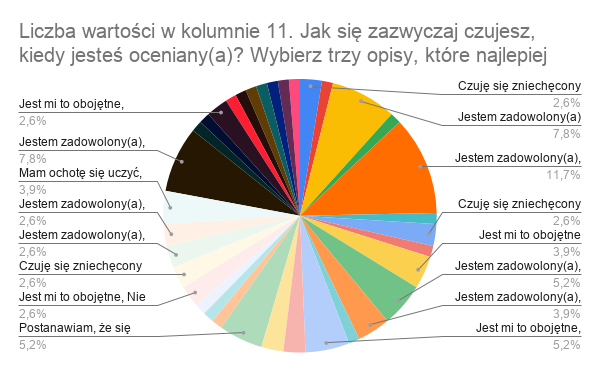 Liczba wartości w kolumnie 11. Jak się zazwyczaj czujesz,
kiedy jesteś oceniany(a)? Wybierz trzy opisy, które najlepiej
Jest mi to obojętne,
2,6%
Jestem zadowolony(a),
7,8%
Mam ochotę się uczyć,
3,9%
Jestem zadowolony(a),
2,6%
Jestem zadowolony(a),
2,6%
Czuję się zniechęcony
2,6%
Jest mi to obojętne, Nie
2,6%
Postanawiam, że się
5,2%
Czuję się zniechęcony
2,6%
Jestem zadowolony(a)
7,8%
Jestem zadowolony(a),
11,7%
Czuję się zniechęcony
2,6%
Jest mi to obojętne
3,9%
Jestem zadowolony(a),
5,2%
Jestem zadowolony(a),
3,9%
Jest mi to obojętne,
5,2%